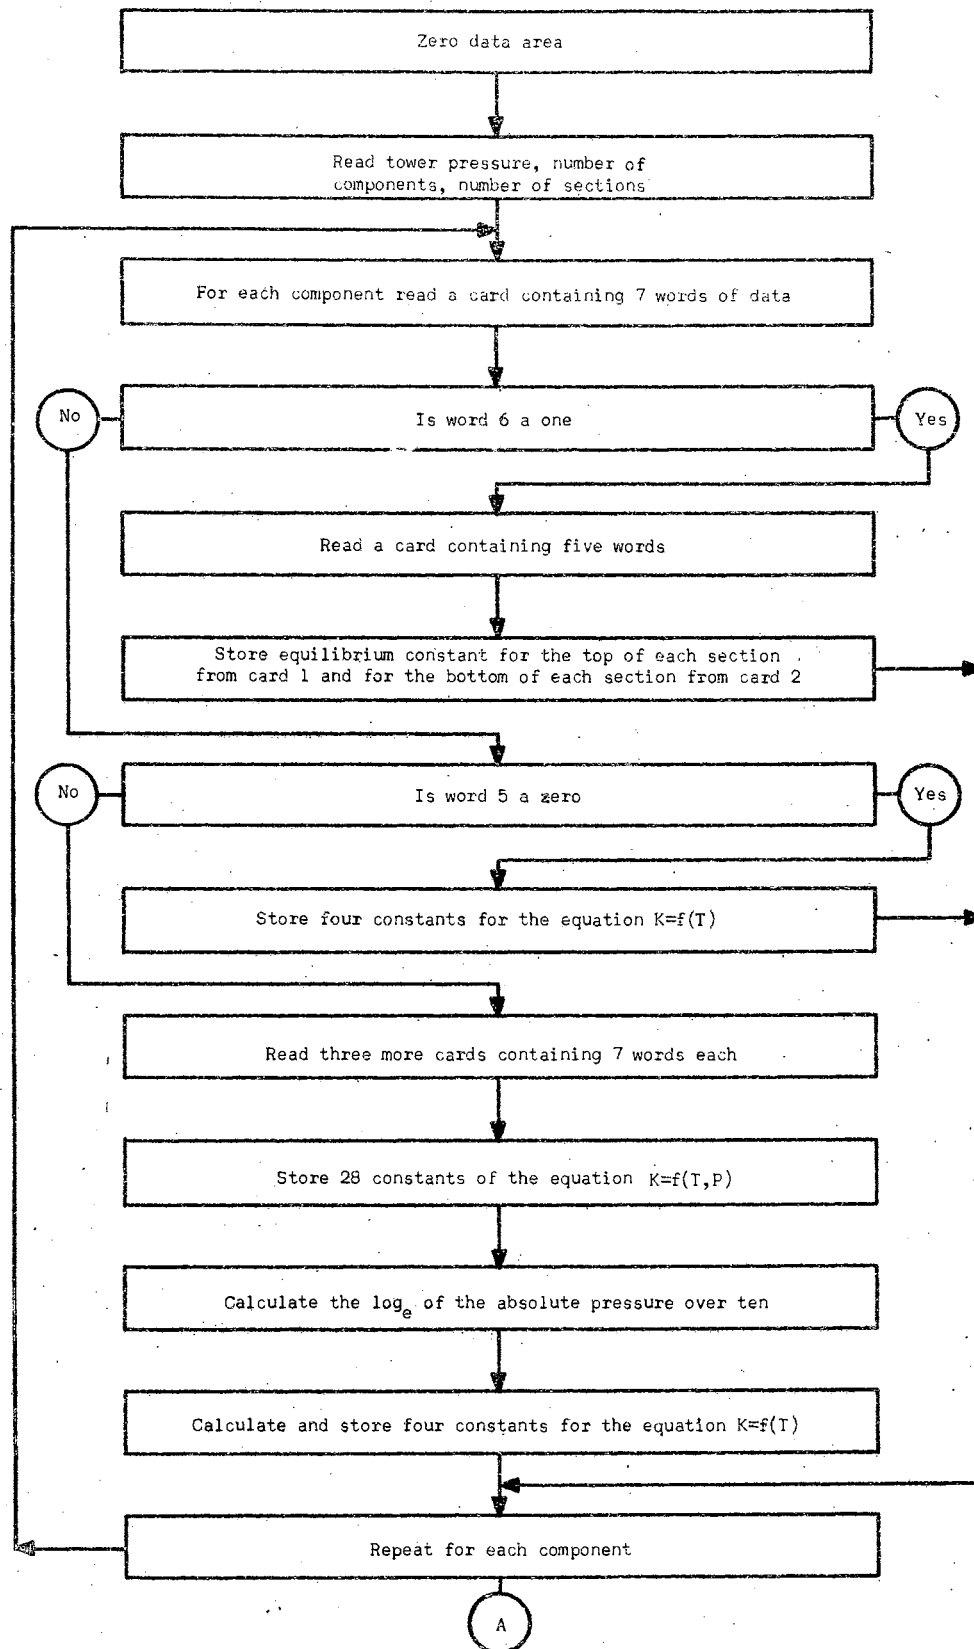 Zero data area
Read tower pressure, number of
components, number of sections
For each component read a card containing 7 words of data
No
Is word 6 a one
Yes
Read a card containing five words
Store equilibrium constant for the top of each section
from card 1 and for the bottom of each section from card 2
No
Is word 5 a zero
Yes
Store four constants for the equation K=f(T)
Read three more cards containing 7 words each
Store 28 constants of the equation K=f(T,P)
Calculate the logₑ of the absolute pressure over ten
Calculate and store four constants for the equation K=f(T)
Repeat for each component
A